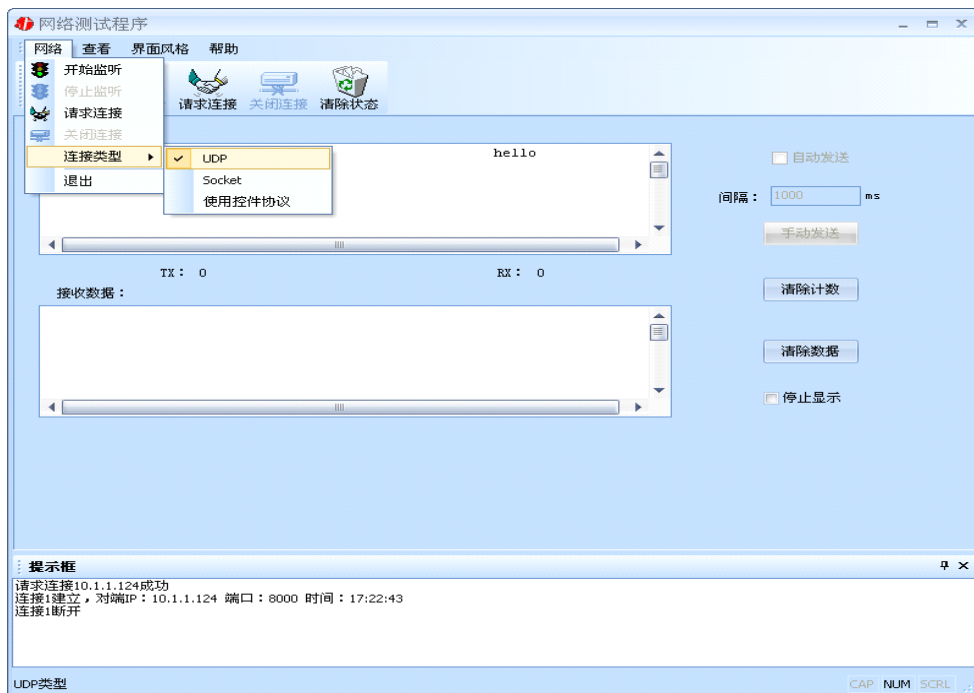 网络测试程序
网络 查看 界面风格 帮助
开始监听
停止监听
请求连接
关闭连接
连接类型
退出
UDP
Socket
使用控件协议
请求连接 关闭连接 清除状态
hello
自动发送
间隔： 1000 ms
手动发送
TX： 0 RX： 0
清除计数
接收数据：
清除数据
停止显示
提示框
请求连接10.1.1.124成功
连接1建立，对端IP：10.1.1.124 端口：8000 时间：17:22:43
连接1断开
UDP类型 CAP NUM SCRL